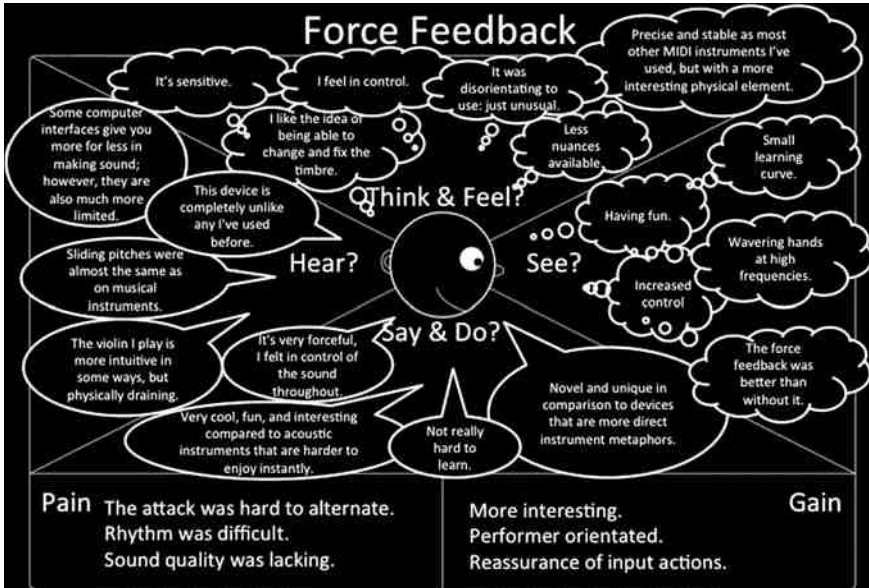 Force Feedback
It's sensitive.
I feel in control.
It was
disorientating to
use: just unusual.
Precise and stable as most
other MIDI instruments I've
used, but with a more
interesting physical element.
Some computer
interfaces give you
more for less in
making sound;
however, they are
also much more
limited.
I like the idea of
being able to
change and fix the
timbre.
Less
nuances
available
Small
learning
curve.
This device is
completely unlike
any I've used
before.
Think & Feel?
Having fun.
Sliding pitches were
almost the same as
on musical
instruments.
Hear?
See?
Increased
control
Wavering hands
at high
frequencies.
The violin I play is
more intuitive in
some ways, but
physically draining.
It's very forceful,
I felt in control of
the sound
throughout.
Say & Do?
The force
feedback was
better than
without it.
Very cool, fun, and interesting
compared to acoustic
instruments that are harder to
enjoy instantly.
Not really
hard to
learn.
Novel and unique in
comparison to devices
that are more direct
instrument metaphors.
Pain
The attack was hard to alternate.
Rhythm was difficult.
Sound quality was lacking.
Gain
More interesting.
Performer orientated.
Reassurance of input actions.